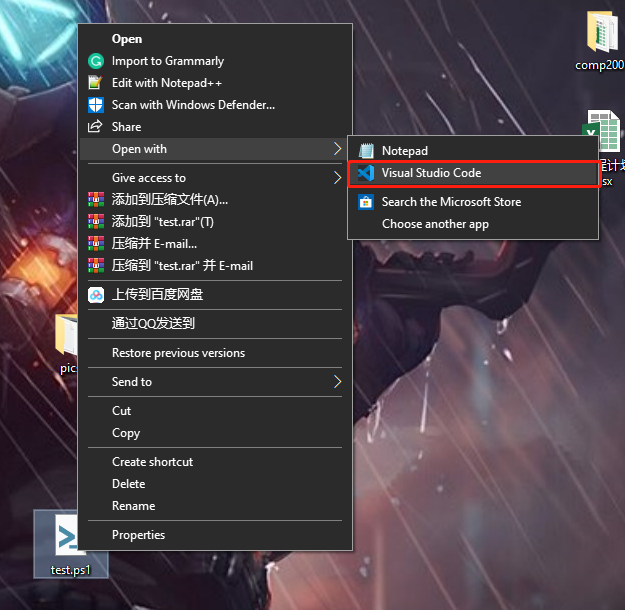 Open
Import to Grammarly
Edit with Notepad++
Scan with Windows Defender...
Share
Open with
Give access to
添加到压缩文件(A)...
添加到 "test.rar"(T)
压缩并 E-mail...
压缩到 "test.rar" 并 E-mail
上传到百度网盘
通过QQ发送到
Restore previous versions
Send to
Cut
Copy
Create shortcut
Delete
Rename
Properties
Notepad
Visual Studio Code
Search the Microsoft Store
Choose another app
comp200
程计划
sx
pic
test.ps1